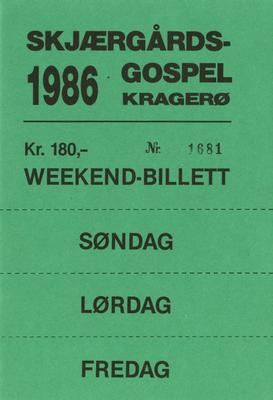 SKJÆRGÅRDS-
1986 GOSPEL
KRAGERØ
Kr. 180,– Nr. 1681
WEEKEND-BILLETT
SØNDAG
LØRDAG
FREDAG